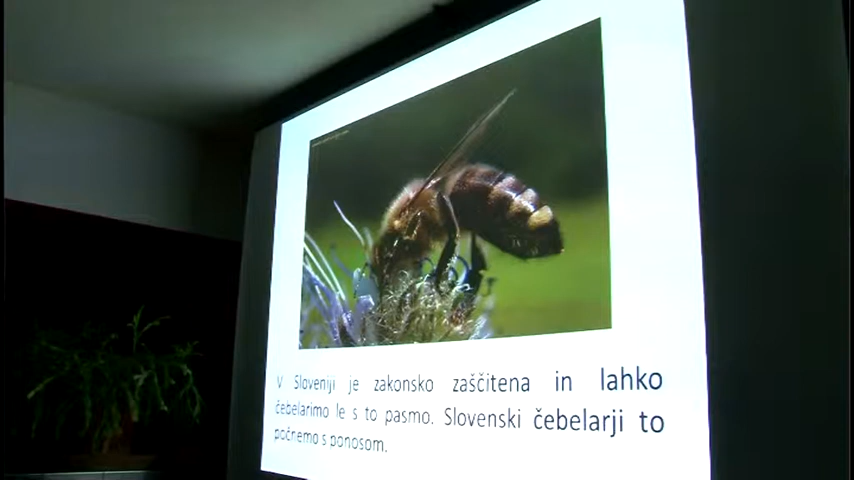 V Sloveniji je zakonsko zaščitena in lahko
čebelarimo le s to pasmo. Slovenski čebelarji to
počnemo s ponosom.